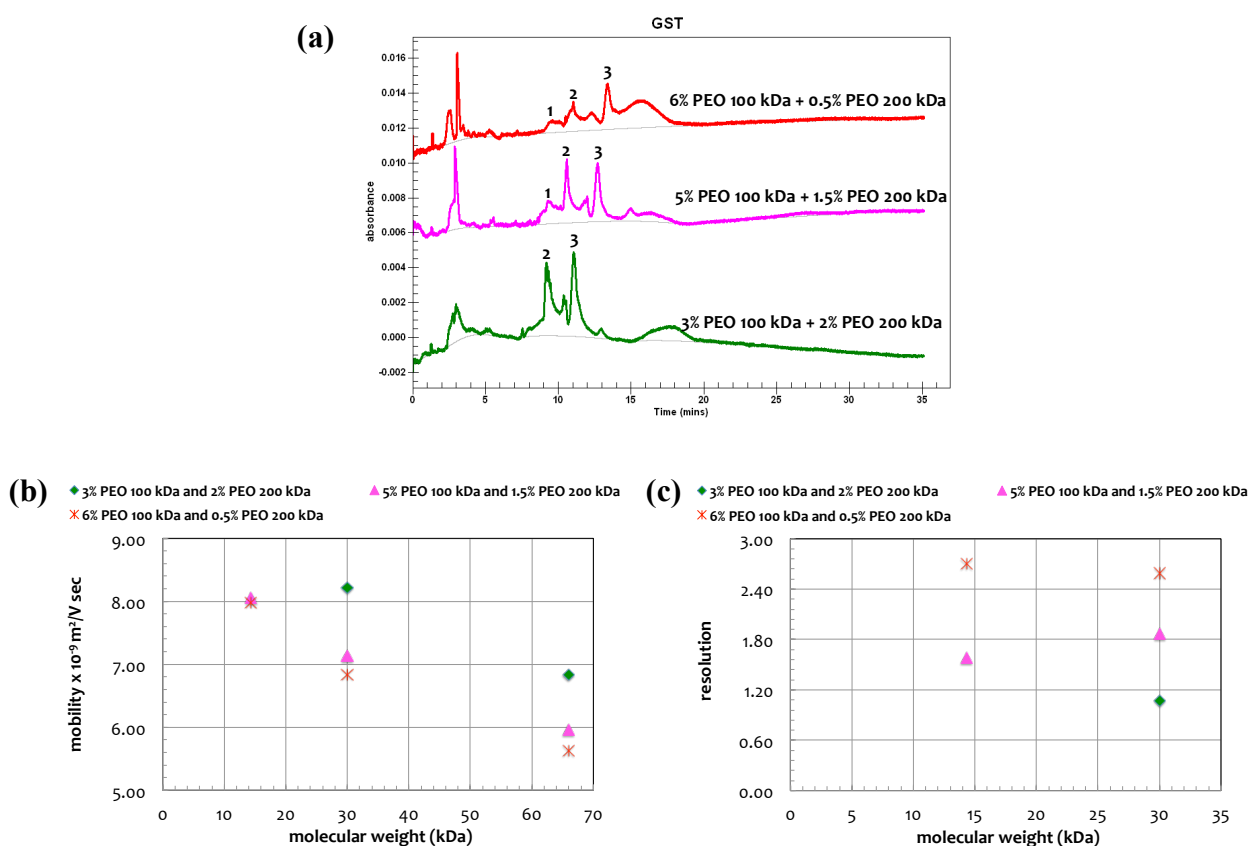 (a)
GST
0.016
0.014
0.012
0.010
0.008
0.006
0.004
0.002
0.000
-0.002
absorbance
1
2
3
6% PEO 100 kDa + 0.5% PEO 200 kDa
1
2
3
5% PEO 100 kDa + 1.5% PEO 200 kDa
2
3
3% PEO 100 kDa + 2% PEO 200 kDa
0 5 10 15 20 25 30 35
Time (mins)
(b)
3% PEO 100 kDa and 2% PEO 200 kDa 5% PEO 100 kDa and 1.5% PEO 200 kDa
6% PEO 100 kDa and 0.5% PEO 200 kDa
9.00
8.00
7.00
6.00
5.00
mobility x 10⁻⁹ m²/V sec
0 10 20 30 40 50 60 70
molecular weight (kDa)
(c)
3% PEO 100 kDa and 2% PEO 200 kDa 5% PEO 100 kDa and 1.5% PEO 200 kDa
6% PEO 100 kDa and 0.5% PEO 200 kDa
3.00
2.40
1.80
1.20
0.60
0.00
resolution
0 5 10 15 20 25 30 35
molecular weight (kDa)